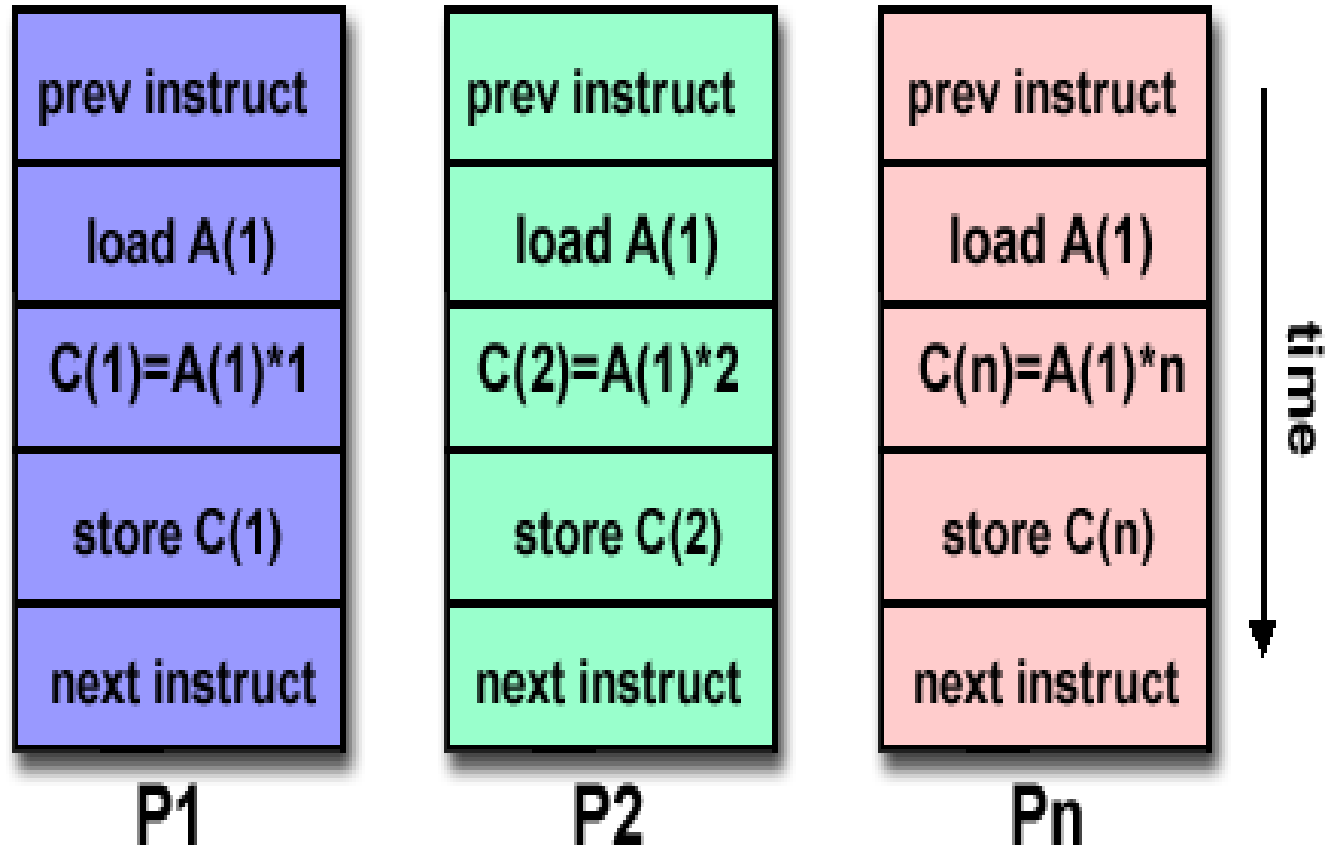 prev instruct
load A(1)
C(1)=A(1)*1
store C(1)
next instruct
P1
prev instruct
load A(1)
C(2)=A(1)*2
store C(2)
next instruct
P2
prev instruct
load A(1)
C(n)=A(1)*n
store C(n)
next instruct
Pn
time